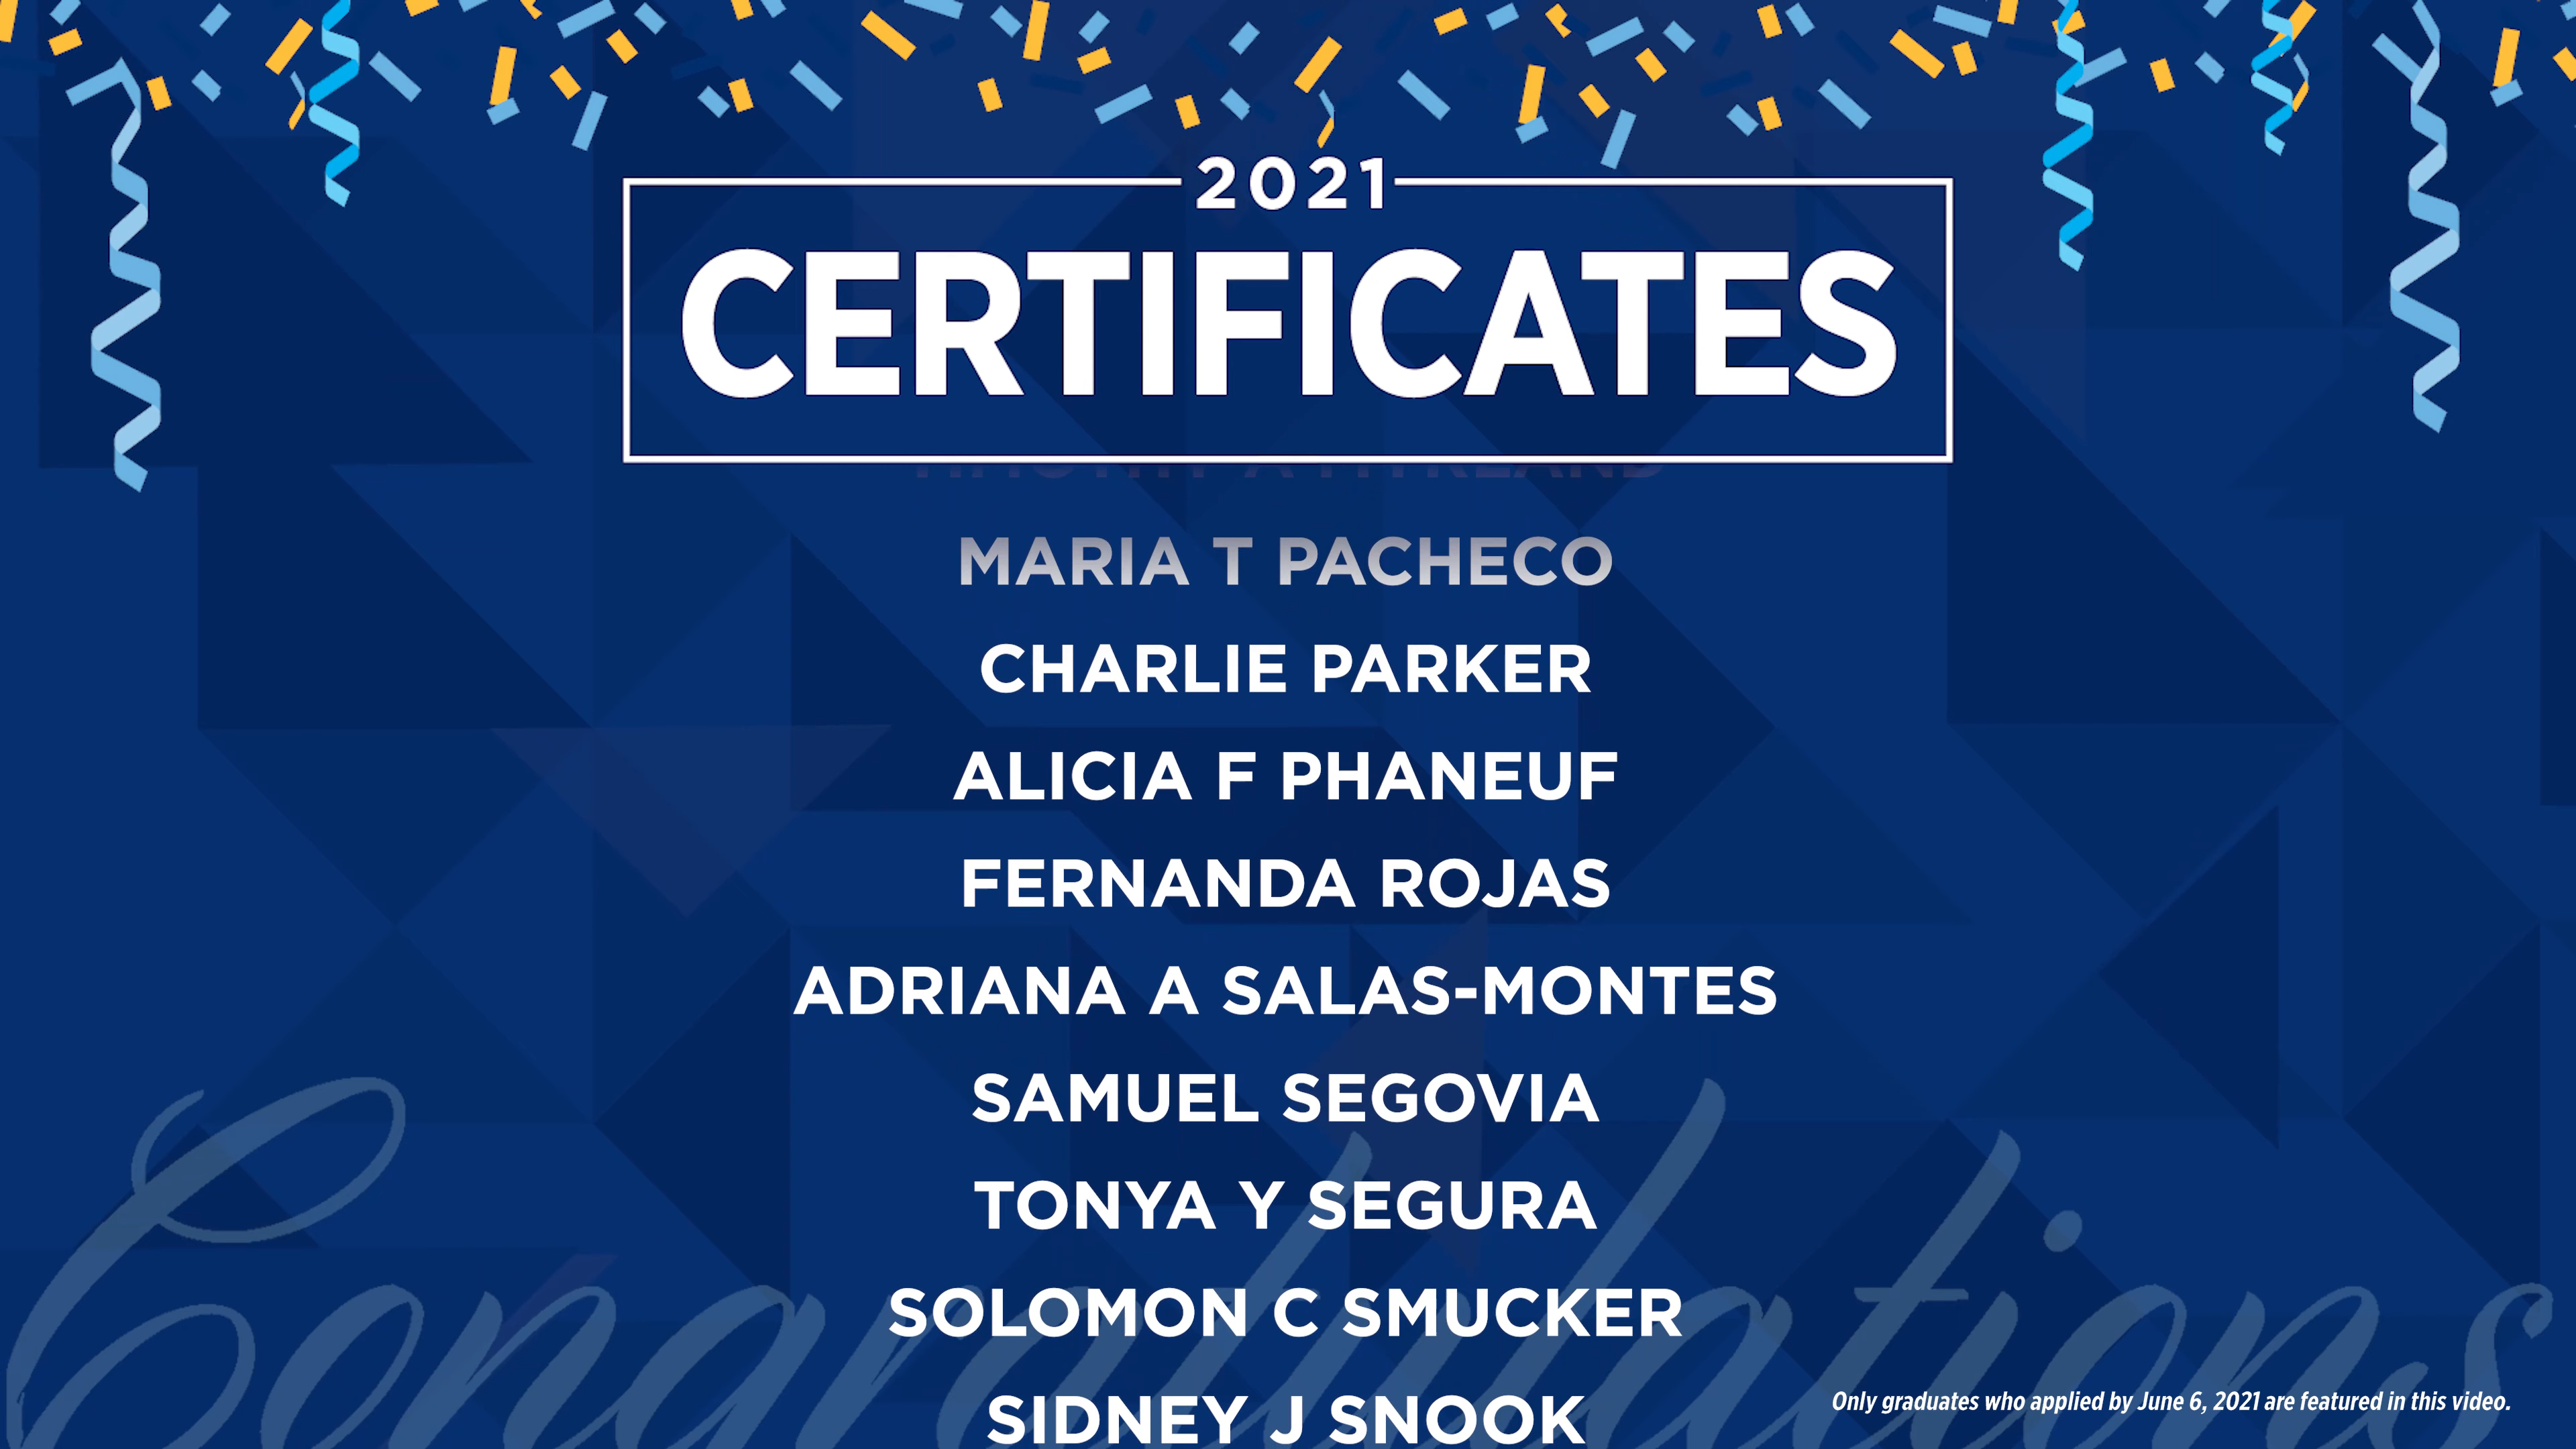 2021
CERTIFICATES
MARIA T PACHECO
CHARLIE PARKER
ALICIA F PHANEUF
FERNANDA ROJAS
ADRIANA A SALAS-MONTES
SAMUEL SEGOVIA
TONYA Y SEGURA
SOLOMON C SMUCKER
SIDNEY J SNOOK
Congratulations
Only graduates who applied by June 6, 2021 are featured in this video.